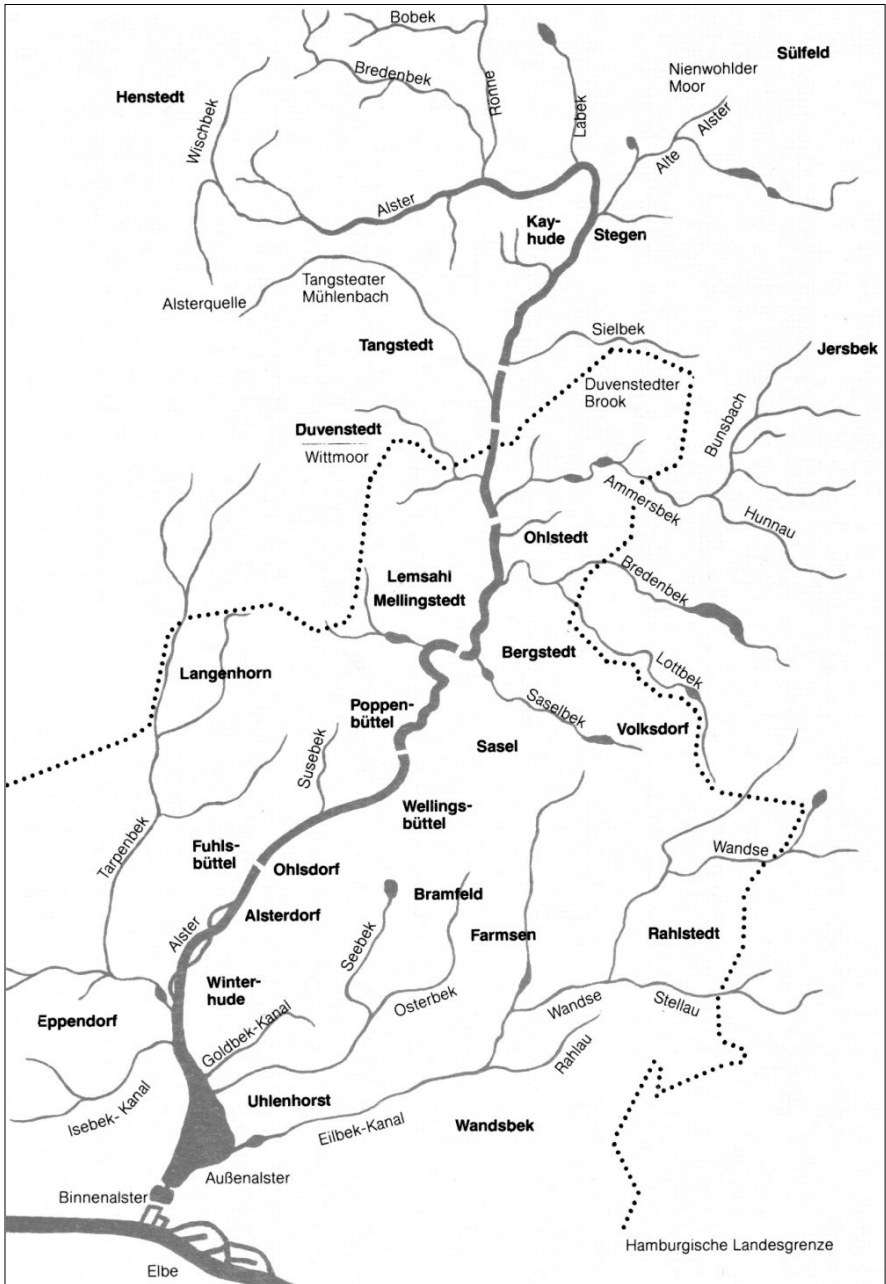 Bobek
Sülfeld
Nienwohlder
Moor
Bredenbek
Rönne
Henstedt
Labek
Wischbek
Alte Alster
Alster
Kay-
hude
Stegen
Alsterquelle
Tangstedter
Mühlenbach
Sielbek
Tangstedt
Jersbek
Duvenstedter
Brook
Bunsbach
Duvenstedt
Wittmoor
Ammersbek
Hunnau
Ohlstedt
Bredenbek
Lemsahl
Mellingstedt
Bergstedt
Lottbek
Langenhorn
Poppen-
büttel
Saselbek
Volksdorf
Susebek
Sasel
Wellings-
büttel
Tarpenbek
Fuhls-
büttel
Ohlsdorf
Wandse
Bramfeld
Alster
Alsterdorf
Seebek
Farmsen
Rahlstedt
Winter-
hude
Osterbek
Wandse
Stellau
Eppendorf
Goldbek-Kanal
Rahlau
Isebek-Kanal
Uhlenhorst
Eilbek-Kanal
Wandsbek
Außenalster
Binnenalster
Hamburgische Landesgrenze
Elbe